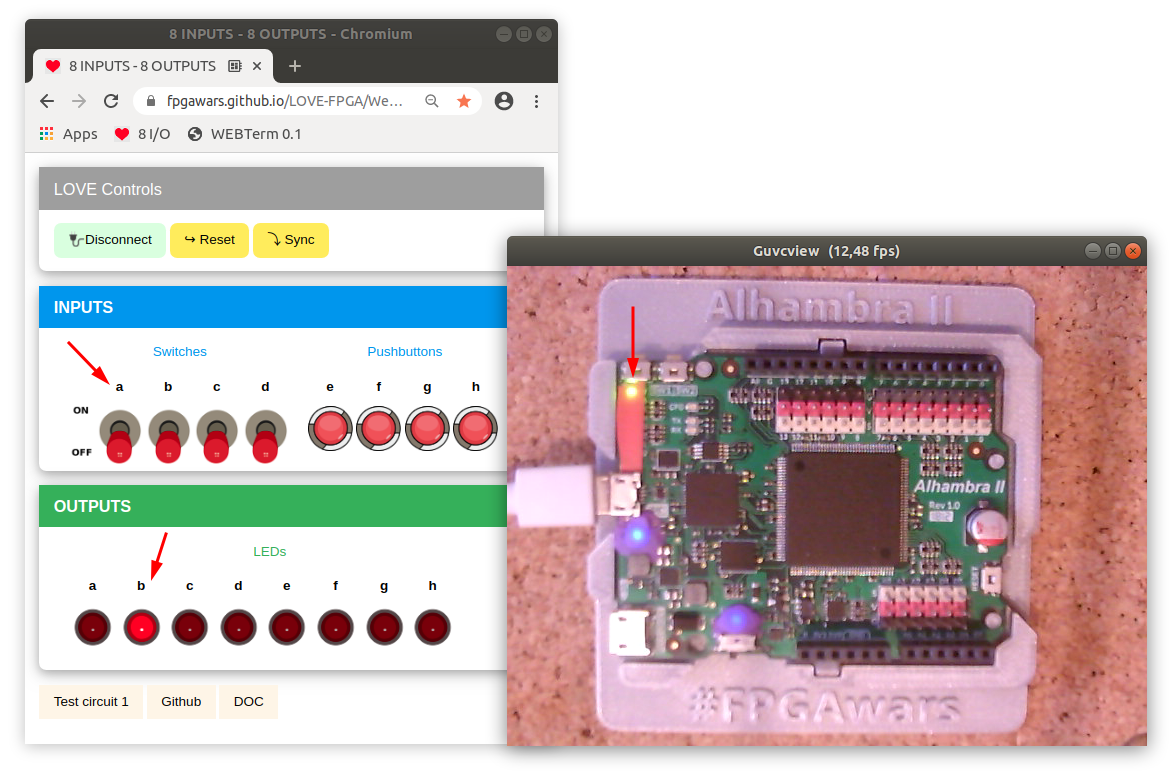 8 INPUTS - 8 OUTPUTS - Chromium
8 INPUTS - 8 OUTPUTS
fpgawars.github.io/LOVE-FPGA/We...
Apps 8 I/O WEBTerm 0.1
LOVE Controls
Disconnect ↪ Reset ⤵ Sync
INPUTS
Switches Pushbuttons
a b c d e f g h
ON
OFF
OUTPUTS
LEDs
a b c d e f g h
Test circuit 1 Github DOC
Guvcview (12,48 fps)
Alhambra II
Alhambra II
Rev 1.0
RESET
#FPGAwars